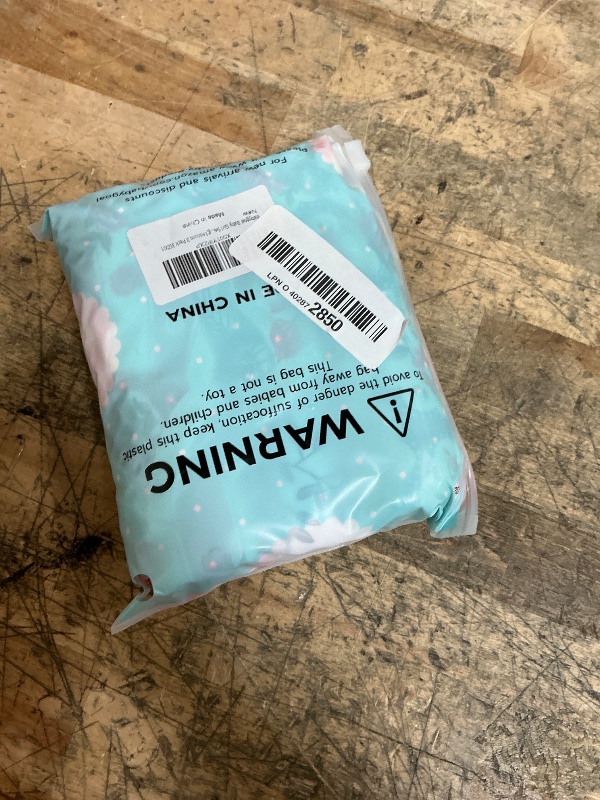 For new arrivals and discounts
New
Made in China
E IN CHINA
LPN O 40287 2850
WARNING
To avoid the danger of suffocation, keep this plastic
bag away from babies and children.
This bag is not a toy.